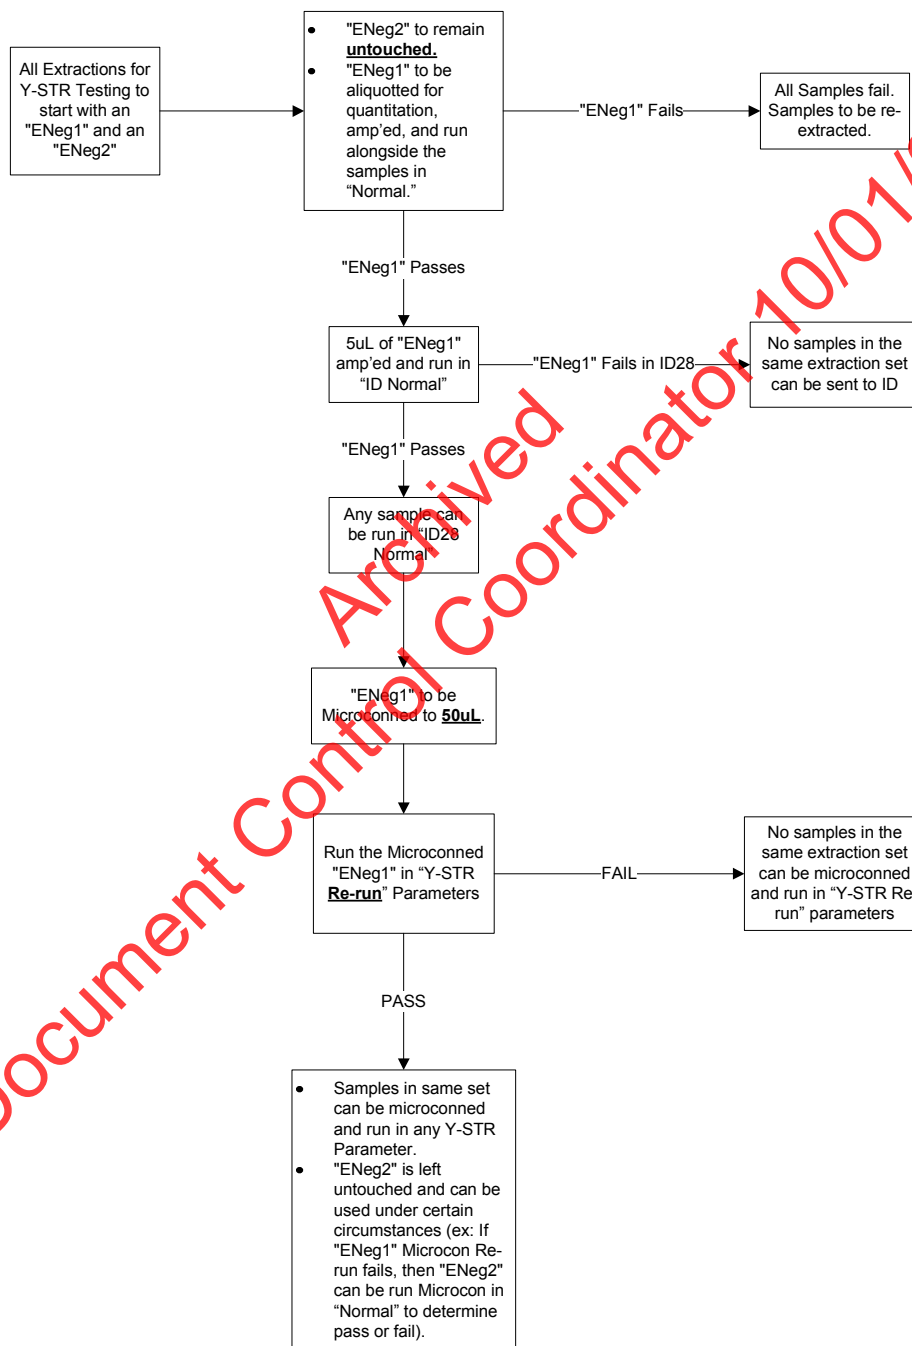 All Extractions for
Y-STR Testing to
start with an
"ENeg1" and an
"ENeg2"
• "ENeg2" to remain
untouched.
• "ENeg1" to be
aliquotted for
quantitation,
amp'ed, and run
alongside the
samples in
“Normal.”
"ENeg1" Fails
All Samples fail.
Samples to be re-
extracted.
"ENeg1" Passes
5uL of "ENeg1"
amp'ed and run in
“ID Normal”
"ENeg1" Fails in ID28
No samples in the
same extraction set
can be sent to ID
"ENeg1" Passes
Any sample can
be run in “ID28
Normal”
"ENeg1" to be
Microconned to 50uL.
Run the Microconned
"ENeg1" in “Y-STR
Re-run” Parameters
FAIL
No samples in the
same extraction set
can be microconned
and run in “Y-STR Re-
run” parameters
PASS
• Samples in same set
can be microconned
and run in any Y-STR
Parameter.
• "ENeg2" is left
untouched and can be
used under certain
circumstances (ex: If
"ENeg1" Microcon Re-
run fails, then "ENeg2"
can be run Microcon in
“Normal” to determine
pass or fail).
Archived
Document Control Coordinator 10/01/